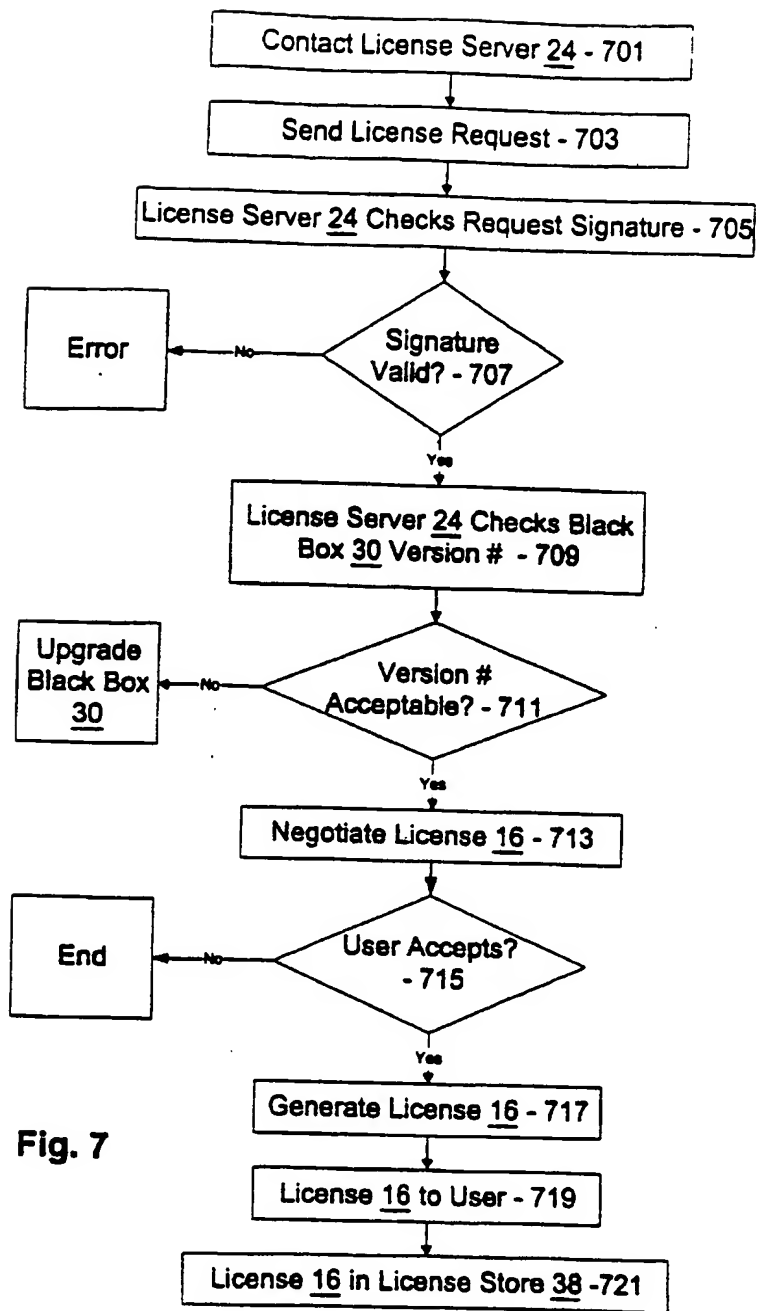 Contact License Server 24 - 701
Send License Request - 703
License Server 24 Checks Request Signature - 705
Error
No
Signature
Valid? - 707
Yes
License Server 24 Checks Black
Box 30 Version # - 709
Upgrade
Black Box
30
No
Version #
Acceptable? - 711
Yes
Negotiate License 16 - 713
End
No
User Accepts?
- 715
Yes
Generate License 16 - 717
Fig. 7
License 16 to User - 719
License 16 in License Store 38 -721